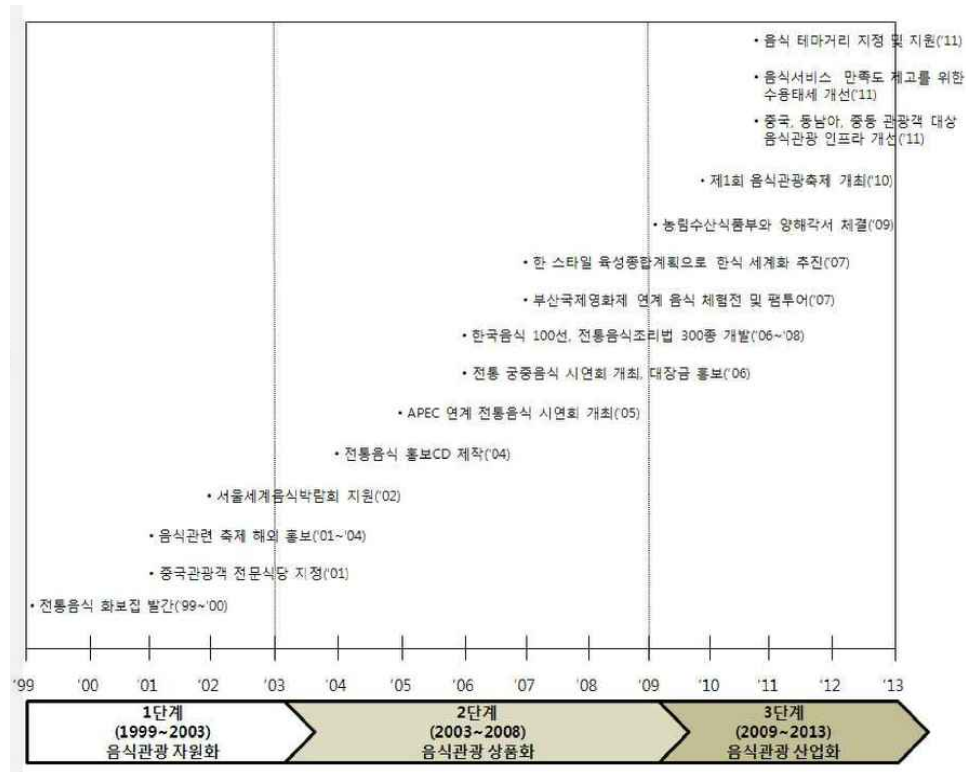 • 음식 테마거리 지정 및 지원('11)
• 음식서비스 만족도 제고를 위한
수용태세 개선('11)
• 중국, 동남아, 중동 관광객 대상
음식관광 인프라 개선('11)
• 제1회 음식관광축제 개최('10)
• 농림수산식품부와 양해각서 체결('09)
• 한 스타일 육성종합계획으로 한식 세계화 추진('07)
• 부산국제영화제 연계 음식 체험전 및 팸투어('07)
• 한국음식 100선, 전통음식조리법 300종 개발('06~'08)
• 전통 궁중음식 시연회 개최, 대장금 홍보('06)
• APEC 연계 전통음식 시연회 개최('05)
• 전통음식 홍보CD 제작('04)
• 서울세계음식박람회 지원('02)
• 음식관련 축제 해외 홍보('01~'04)
• 중국관광객 전문식당 지정('01)
• 전통음식 화보집 발간('99~'00)
'99 '00 '01 '02 '03 '04 '05 '06 '07 '08 '09 '10 '11 '12 '13
1단계
(1999~2003)
음식관광 자원화
2단계
(2003~2008)
음식관광 상품화
3단계
(2009~2013)
음식관광 산업화